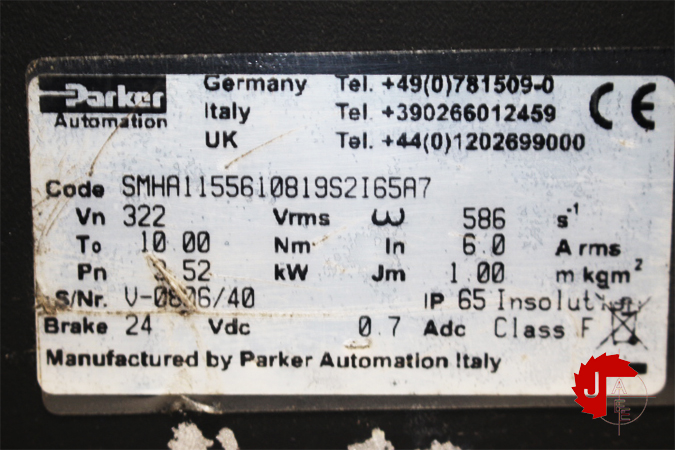 Parker
Automation
Germany Tel. +49(0)781509-0
Italy Tel. +390266012459
UK Tel. +44(0)1202699000
CE
Code SMHA1155610819S2I65A7
Vn 322 Vrms ω 586 s-1
To 10.00 Nm In 6.0 A rms
Pn 3.52 kW Jm 1.00 m kgm2
S/Nr. IP 65 
Brake 24 Vdc 0.7 Adc Class F
Manufactured by Parker Automation Italy
J